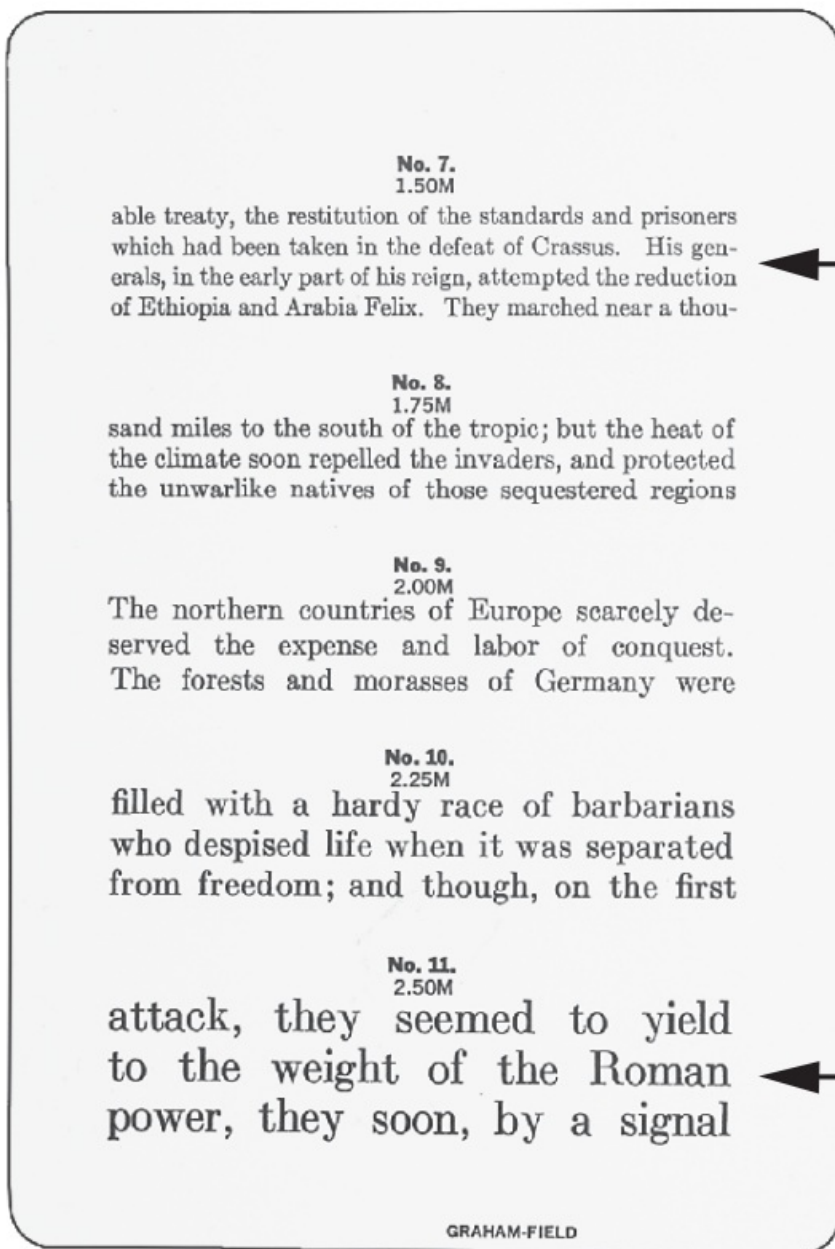 No. 7.
1.50M
able treaty, the restitution of the standards and prisoners
which had been taken in the defeat of Crassus. His gen-
erals, in the early part of his reign, attempted the reduction
of Ethiopia and Arabia Felix. They marched near a thou-
No. 8.
1.75M
sand miles to the south of the tropic; but the heat of
the climate soon repelled the invaders, and protected
the unwarlike natives of those sequestered regions
No. 9.
2.00M
The northern countries of Europe scarcely de-
served the expense and labor of conquest.
The forests and morasses of Germany were
No. 10.
2.25M
filled with a hardy race of barbarians
who despised life when it was separated
from freedom; and though, on the first
No. 11.
2.50M
attack, they seemed to yield
to the weight of the Roman
power, they soon, by a signal
GRAHAM-FIELD